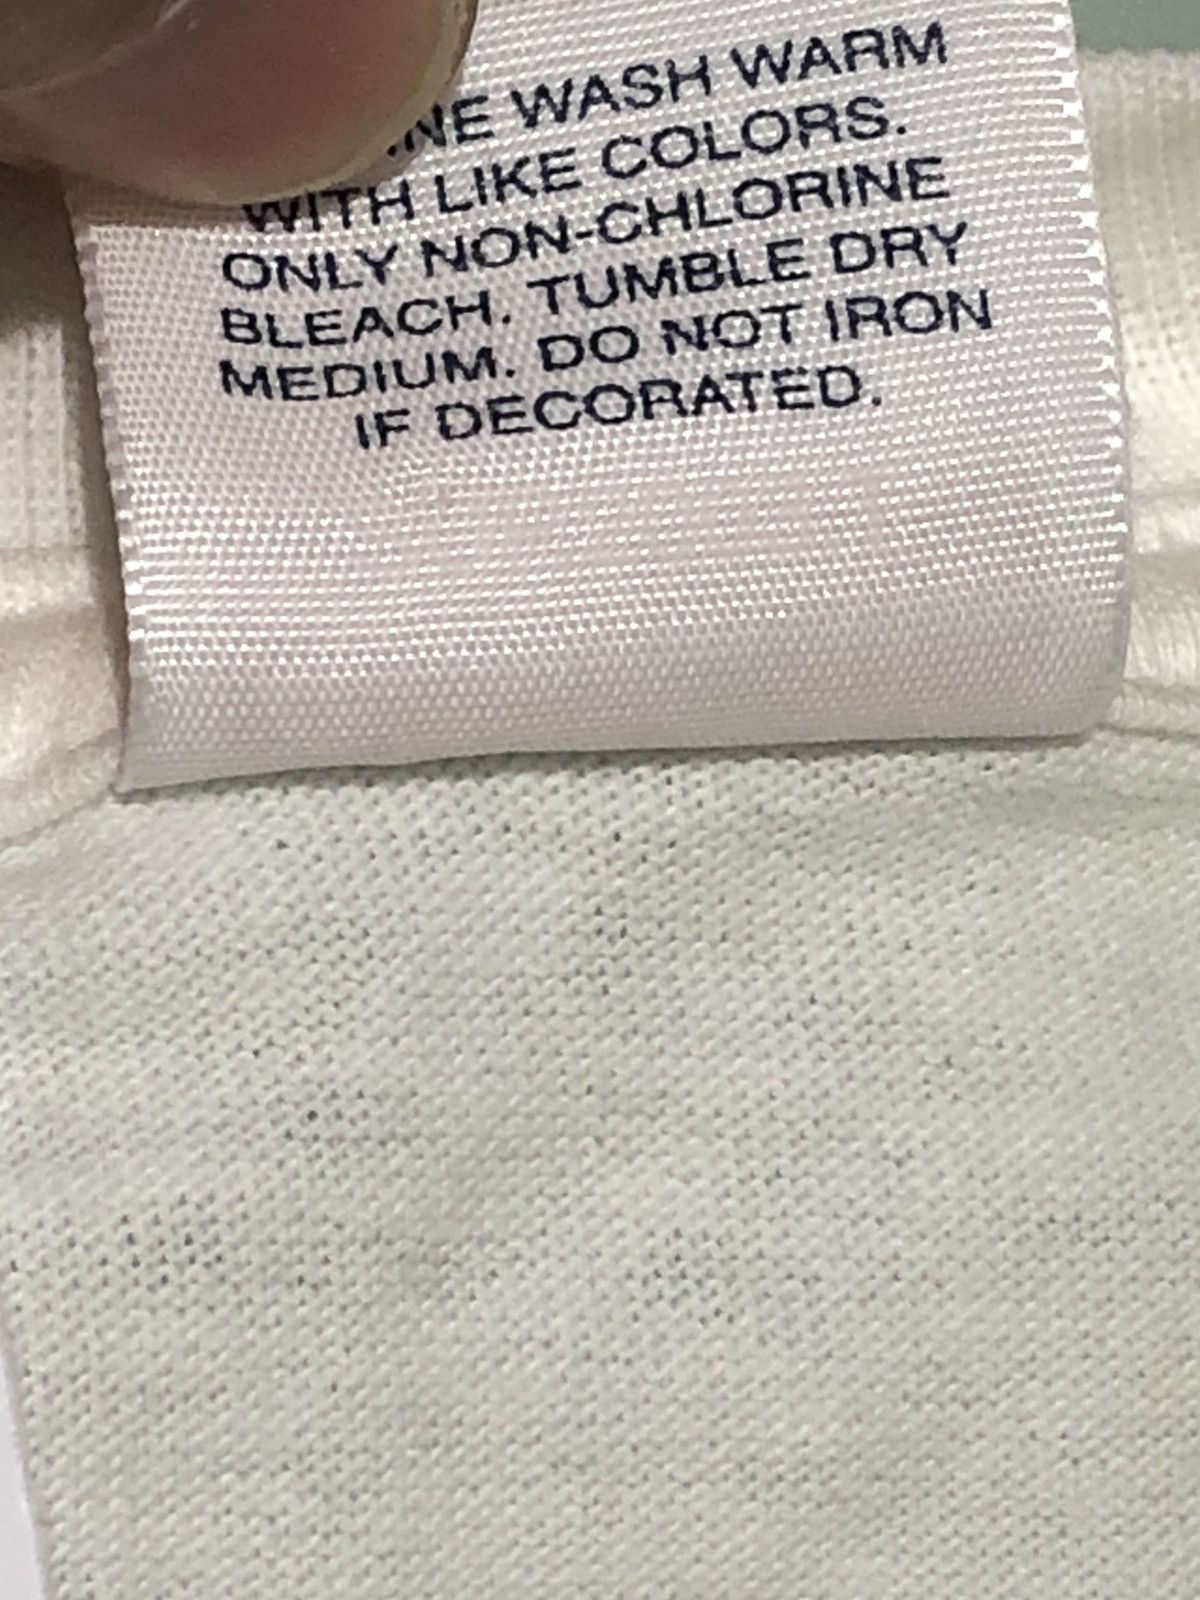 WASH WARM
WITH LIKE COLORS.
ONLY NON-CHLORINE
BLEACH. TUMBLE DRY
MEDIUM. DO NOT IRON
IF DECORATED.